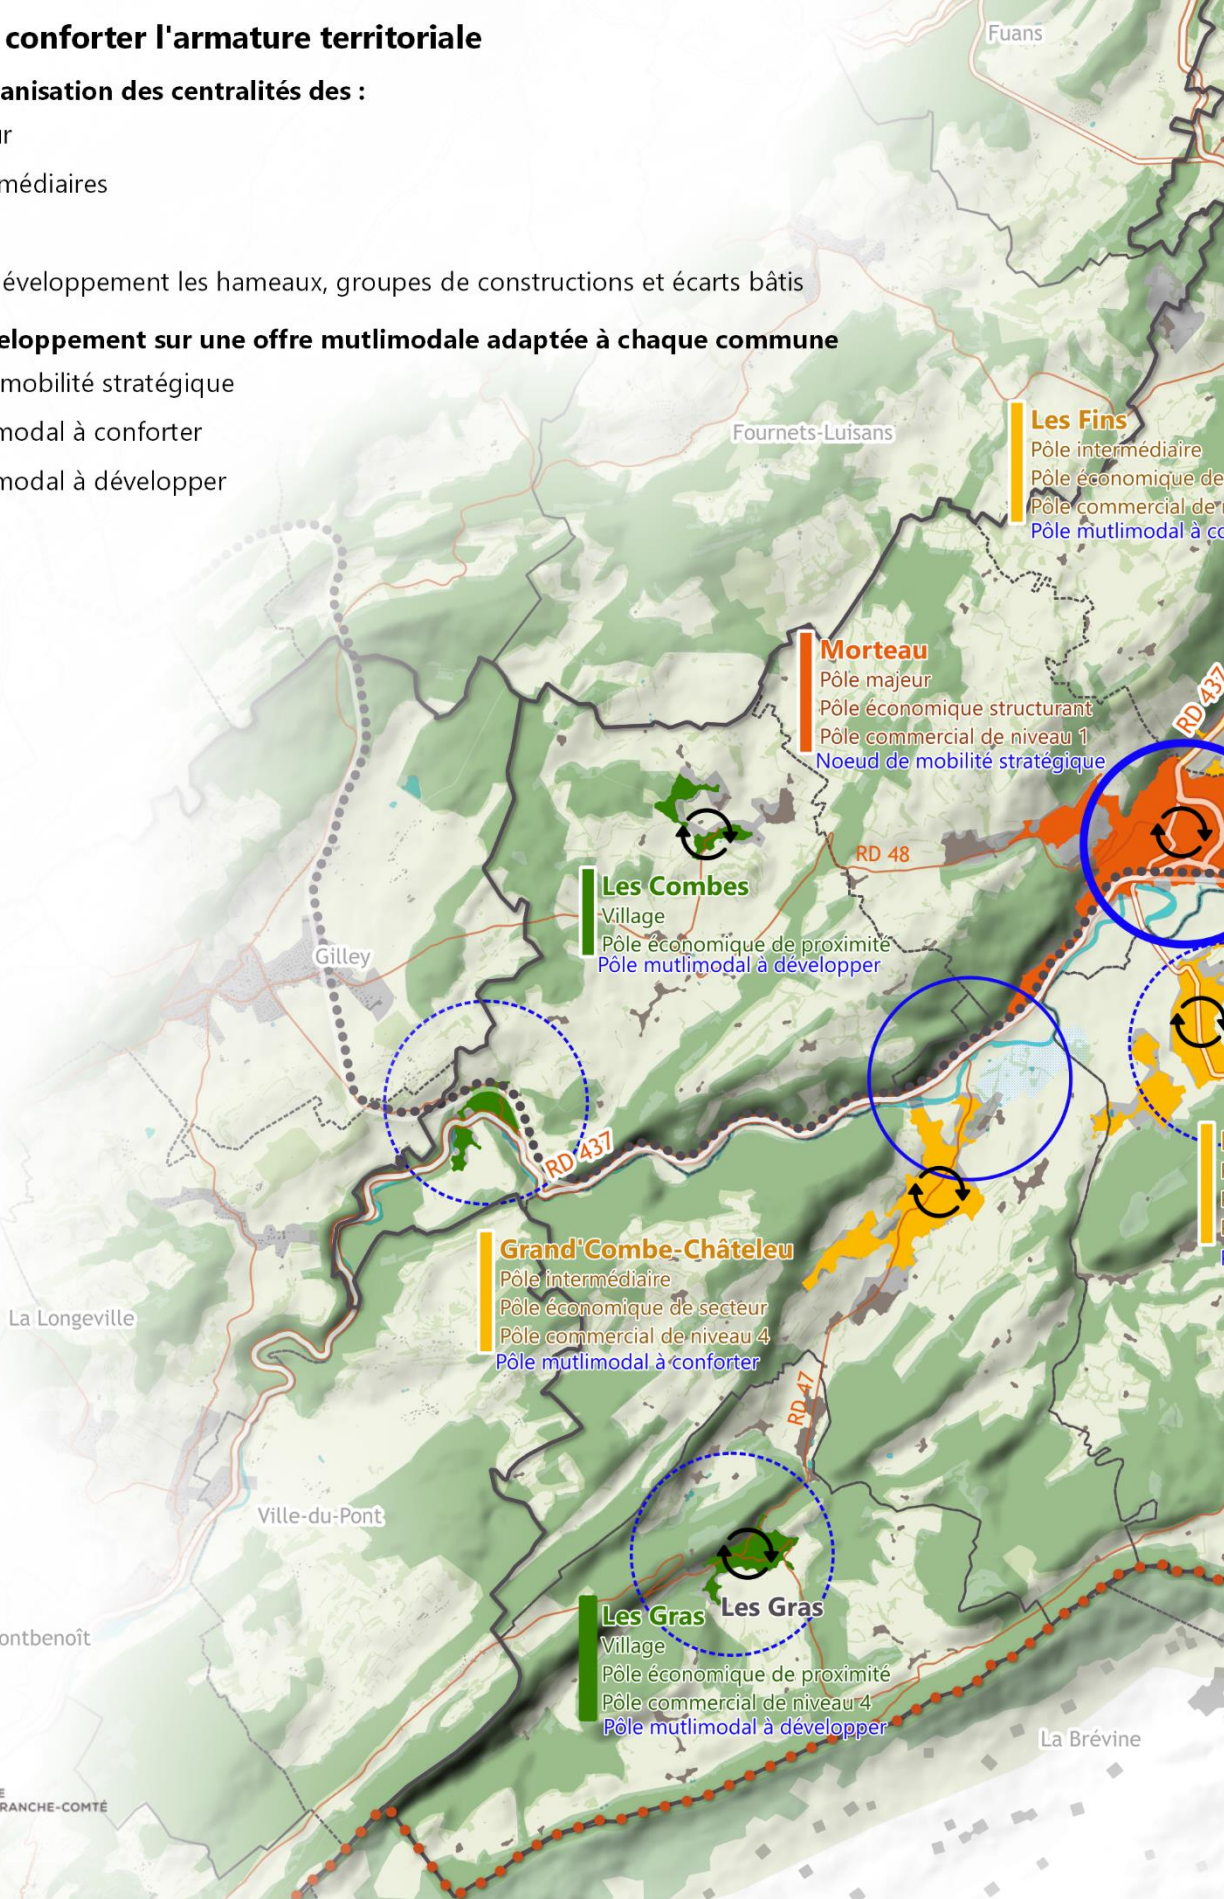 conforter l'armature territoriale
anisation des centralités des :
ur
médiaires
éveloppement les hameaux, groupes de constructions et écarts bâtis
eloppement sur une offre mutlimodale adaptée à chaque commune
mobilité stratégique
modal à conforter
modal à développer
Fuans
Fournets-Luisans
Les Fins
Pôle intermédiaire
Pôle économique de
Pôle commercial de
Pôle mutlimodal à co
Morteau
Pôle majeur
Pôle économique structurant
Pôle commercial de niveau 1
Noeud de mobilité stratégique
RD 437
RD 48
Les Combes
Village
Pôle économique de proximité
Pôle mutlimodal à développer
Gilley
RD 437
Grand'Combe-Châteleu
Pôle intermédiaire
Pôle économique de secteur
Pôle commercial de niveau 4
Pôle mutlimodal à conforter
La Longeville
RD 47
Ville-du-Pont
Les Gras
Les Gras
Village
Pôle économique de proximité
Pôle commercial de niveau 4
Pôle mutlimodal à développer
ontbenoît
La Brévine
E
RANCHE-COMTÉ